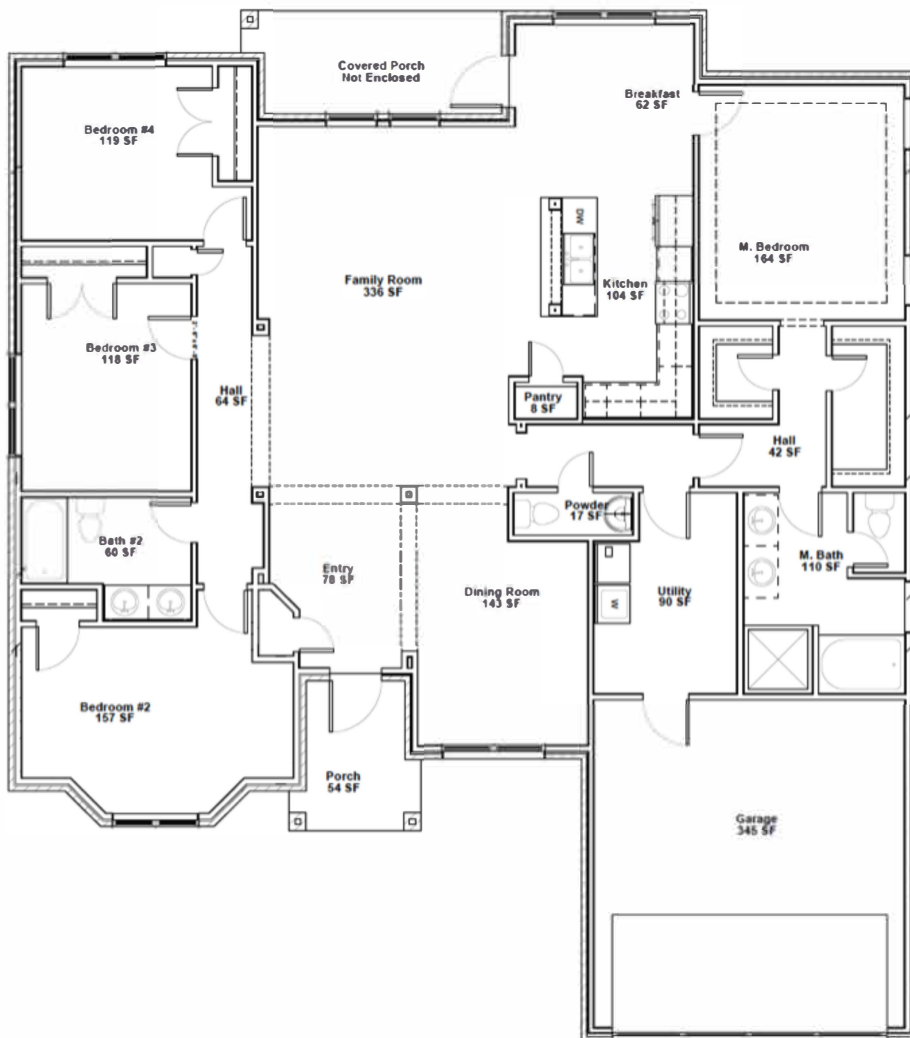 Covered Porch
Not Enclosed
Breakfast
62 SF
Bedroom #4
119 SF
DW
M. Bedroom
164 SF
Family Room
336 SF
Kitchen
104 SF
Bedroom #3
118 SF
Hall
64 SF
Pantry
8 SF
Hall
42 SF
Powder
17 SF
Bath #2
60 SF
M. Bath
110 SF
Entry
78 SF
Dining Room
143 SF
Utility
90 SF
W
Bedroom #2
157 SF
Porch
54 SF
Garage
345 SF